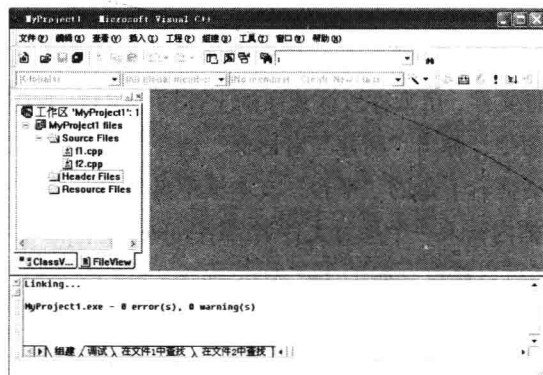 MyProject1 - Microsoft Visual C++
文件(F) 编辑(E) 查看(V) 插入(I) 工程(P) 组建(B) 工具(T) 窗口(W) 帮助(H)
(Globals)
工作区 'MyProject1': 1
MyProject1 files
Source Files
f1.cpp
f2.cpp
Header Files
Resource Files
ClassV... FileView
Linking...
MyProject1.exe - 0 error(s), 0 warning(s)
组建 调试 在文件1中查找 在文件2中查找